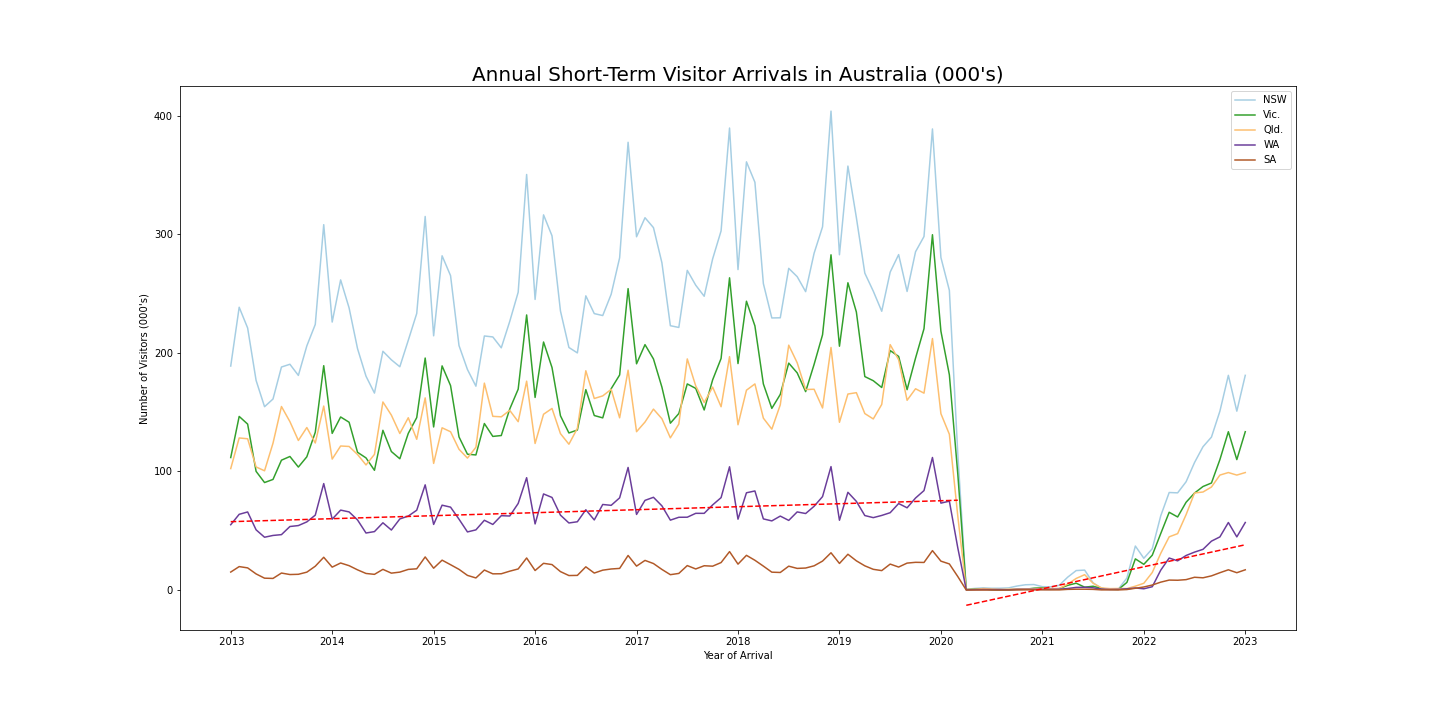 Annual Short-Term Visitor Arrivals in Australia (000's)
NSW
Vic.
Qld.
WA
SA
Number of Visitors (000's)
400
300
200
100
0
2013 2014 2015 2016 2017 2018 2019 2020 2021 2022 2023
Year of Arrival